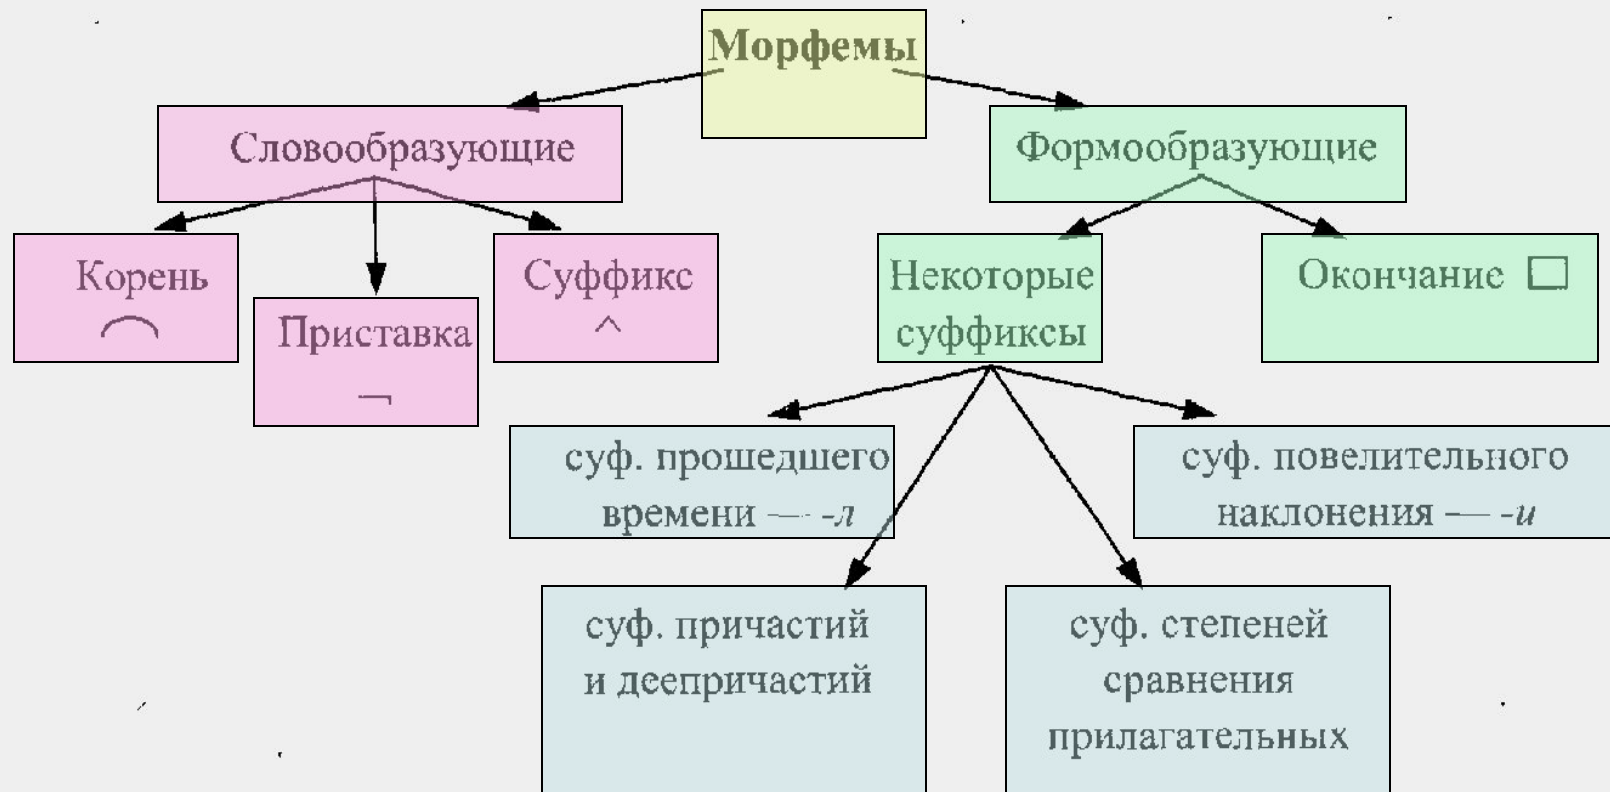 Морфемы
Словообразующие
Формообразующие
Корень
Приставка
Суффикс
Некоторые
суффиксы
Окончание
суф. прошедшего
времени — -л
суф. повелительного
наклонения — -и
суф. причастий
и деепричастий
суф. степеней
сравнения
прилагательных